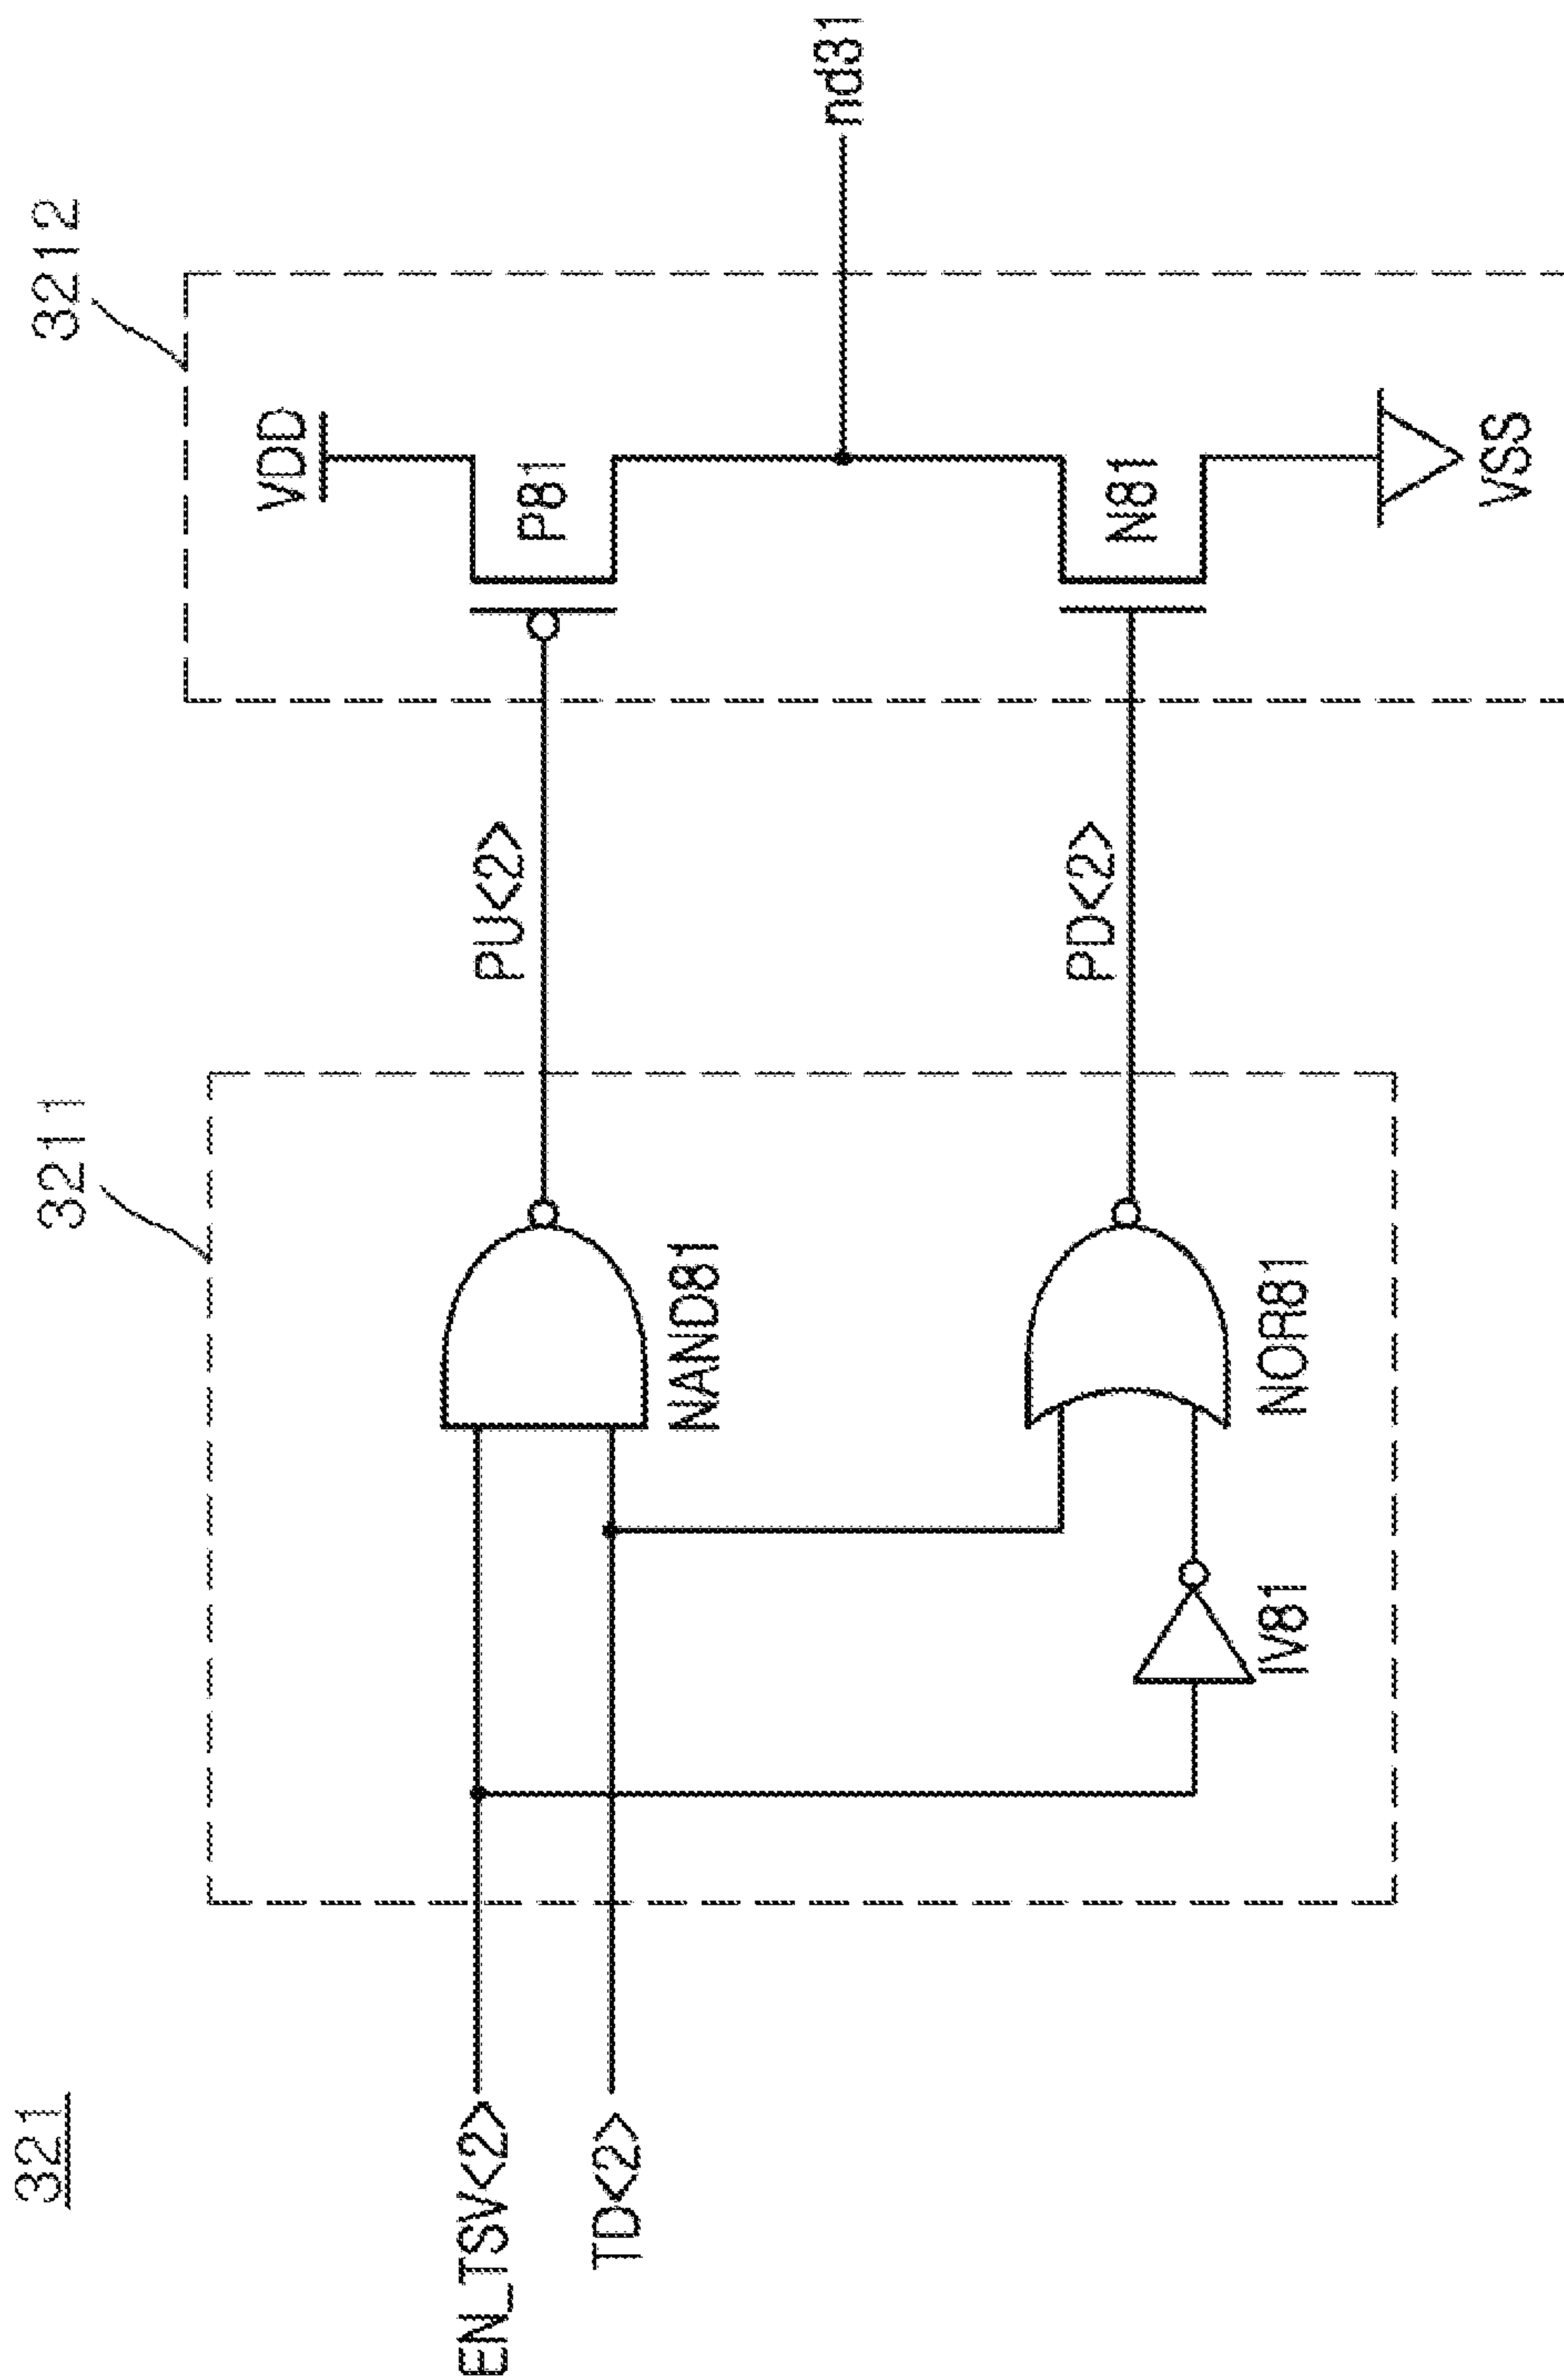 321
3211
3212
EN_TSV<2>
TD<2>
NAND81
IV81
NOR81
PU<2>
PD<2>
VDD
P81
N81
VSS
nd31